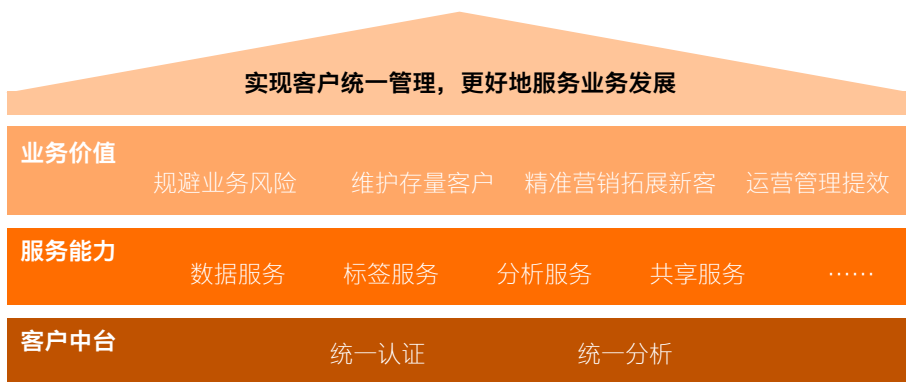 实现客户统一管理，更好地服务业务发展
业务价值
规避业务风险 维护存量客户 精准营销拓展新客 运营管理提效
服务能力
数据服务 标签服务 分析服务 共享服务 ……
客户中台
统一认证 统一分析